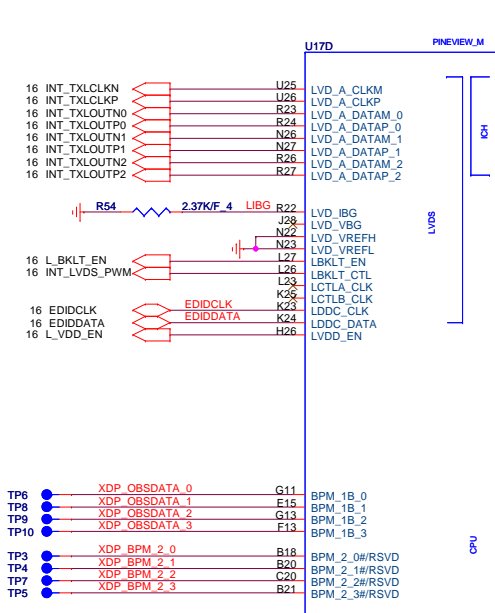 U17D PINEVIEW_M
16 INT_TXLCLKN U25 LVD_A_CLKM
16 INT_TXLCLKP U26 LVD_A_CLKP
16 INT_TXLOUTN0 R23 LVD_A_DATAM_0
16 INT_TXLOUTP0 R24 LVD_A_DATAP_0
16 INT_TXLOUTN1 N26 LVD_A_DATAM_1
16 INT_TXLOUTP1 N27 LVD_A_DATAP_1
16 INT_TXLOUTN2 R26 LVD_A_DATAM_2
16 INT_TXLOUTP2 R27 LVD_A_DATAP_2
ICH
LVDS
R54 2.37K/F_4 LIBG R22 LVD_IBG
J28 LVD_VBG
N22 LVD_VREFH
N23 LVD_VREFL
16 L_BKLT_EN L27 LBKLT_EN
16 INT_LVDS_PWM L26 LBKLT_CTL
L23 LCTLA_CLK
K25 LCTLB_CLK
16 EDIDCLK EDIDCLK K23 LDDC_CLK
16 EDIDDATA EDIDDATA K24 LDDC_DATA
16 L_VDD_EN H26 LVDD_EN
TP6 XDP_OBSDATA_0 G11 BPM_1B_0
TP8 XDP_OBSDATA_1 E15 BPM_1B_1
TP9 XDP_OBSDATA_2 G13 BPM_1B_2
TP10 XDP_OBSDATA_3 F13 BPM_1B_3
CPU
TP3 XDP_BPM_2_0 B18 BPM_2_0#/RSVD
TP4 XDP_BPM_2_1 B20 BPM_2_1#/RSVD
TP7 XDP_BPM_2_2 C20 BPM_2_2#/RSVD
TP5 XDP_BPM_2_3 B21 BPM_2_3#/RSVD